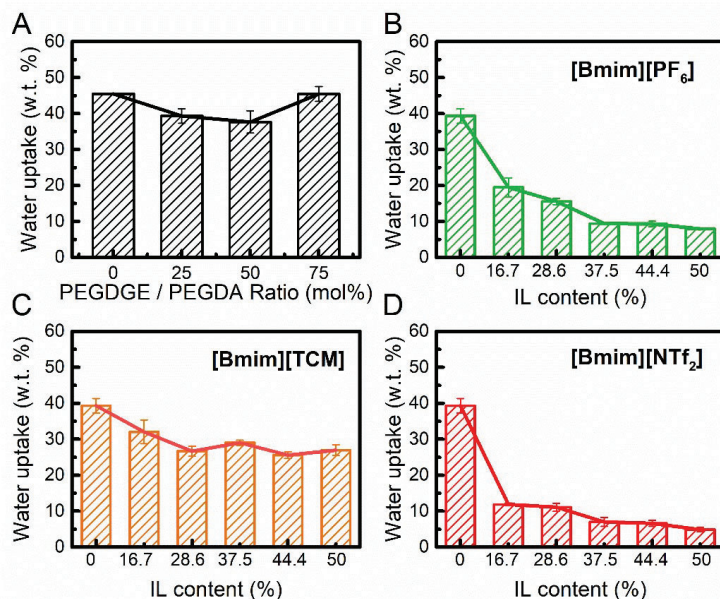 A
Water uptake (w.t. %)
60
50
40
30
20
10
0
0 25 50 75
PEGDGE / PEGDA Ratio (mol%)
B
[Bmim][PF₆]
Water uptake (w.t. %)
60
50
40
30
20
10
0
0 16.7 28.6 37.5 44.4 50
IL content (%)
C
[Bmim][TCM]
Water uptake (w.t. %)
60
50
40
30
20
10
0
0 16.7 28.6 37.5 44.4 50
IL content (%)
D
[Bmim][NTf₂]
Water uptake (w.t. %)
60
50
40
30
20
10
0
0 16.7 28.6 37.5 44.4 50
IL content (%)